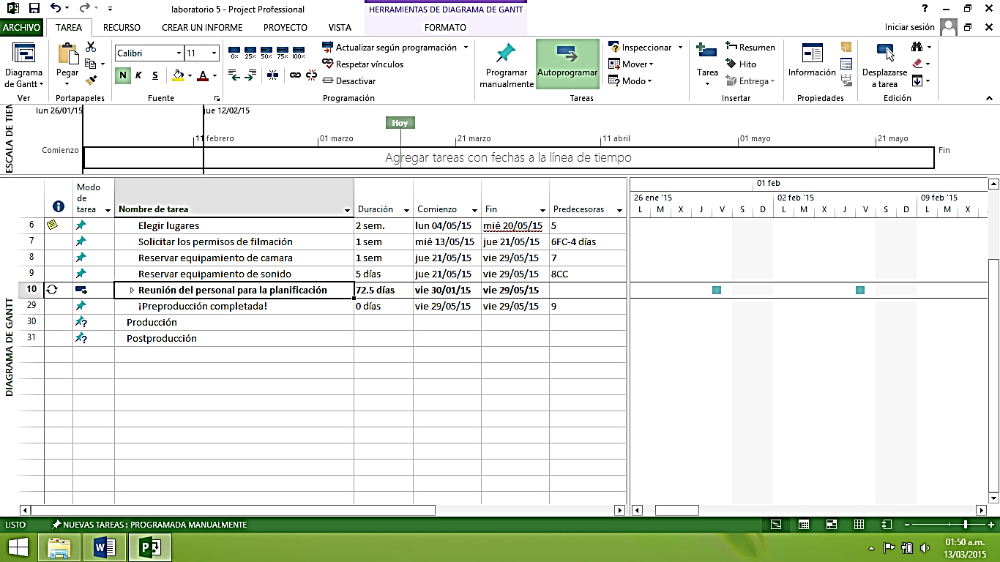 laboratorio 5 - Project Professional
HERRAMIENTAS DE DIAGRAMA DE GANTT
ARCHIVO TAREA RECURSO CREAR UN INFORME PROYECTO VISTA FORMATO Iniciar sesión
Diagrama de Gantt
Ver
Pegar
Portapapeles
Calibri 11
N K S A
Fuente
0% 25% 50% 75% 100%
Actualizar según programación
Respetar vínculos
Desactivar
Programación
Programar manualmente
Autoprogramar
Inspeccionar
Mover
Modo
Tareas
Tarea
Resumen
Hito
Entrega
Insertar
Información
Propiedades
Desplazarse a tarea
Edición
ESCALA DE TIEM
lun 26/01/15 jue 12/02/15
Hoy
11 febrero 01 marzo 21 marzo 11 abril 01 mayo 21 mayo
Comienzo Agregar tareas con fechas a la línea de tiempo Fin
DIAGRAMA DE GANTT
Modo de tarea Nombre de tarea Duración Comienzo Fin Predecesoras
01 feb
26 ene '15 02 feb '15 09 feb '15
L M X J V S D L M X J V S D L M X
6 Elegir lugares 2 sem. lun 04/05/15 mié 20/05/15 5
7 Solicitar los permisos de filmación 1 sem mié 13/05/15 jue 21/05/15 6FC-4 días
8 Reservar equipamiento de camara 1 sem jue 21/05/15 vie 29/05/15 7
9 Reservar equipamiento de sonido 5 días jue 21/05/15 vie 29/05/15 8CC
10 Reunión del personal para la planificación 72.5 días vie 30/01/15 vie 29/05/15
29 ¡Preproducción completada! 0 días vie 29/05/15 vie 29/05/15 9
30 Producción
31 Postproducción
LISTO NUEVAS TAREAS : PROGRAMADA MANUALMENTE
01:50 a.m.
13/03/2015